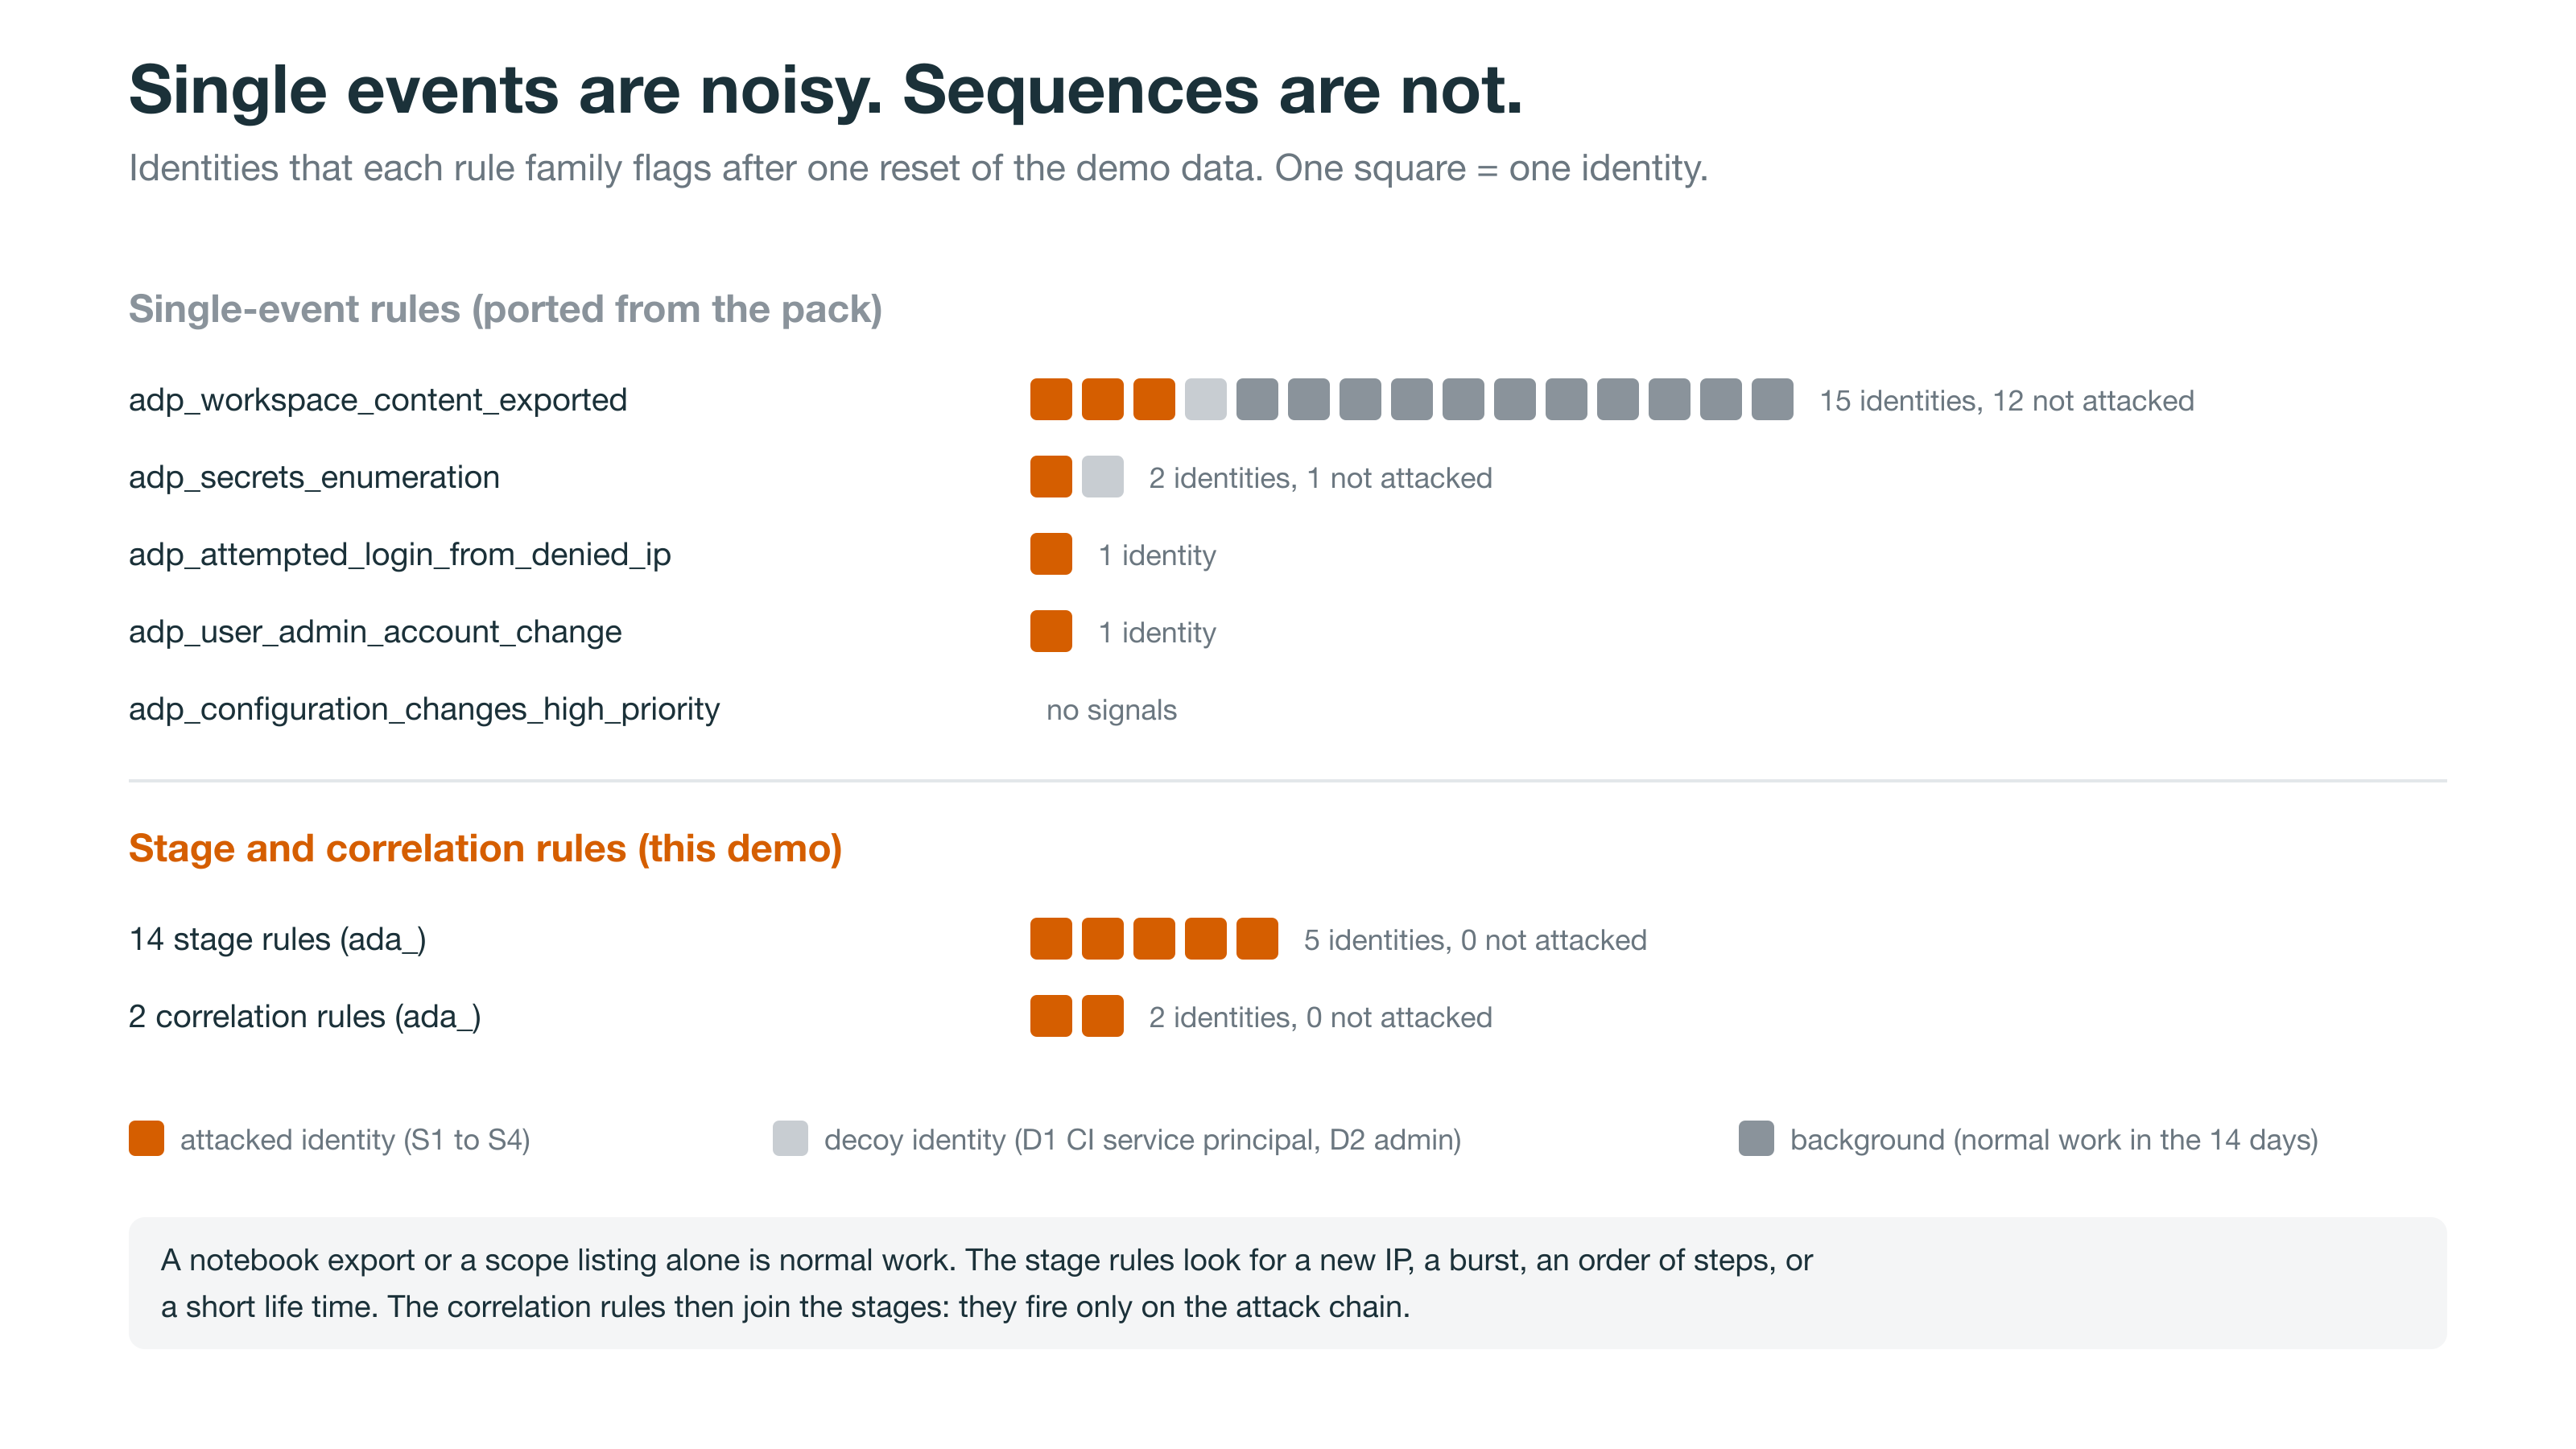 Single events are noisy. Sequences are not.
Identities that each rule family flags after one reset of the demo data. One square = one identity.
Single-event rules (ported from the pack)
adp_workspace_content_exported
15 identities, 12 not attacked
adp_secrets_enumeration
2 identities, 1 not attacked
adp_attempted_login_from_denied_ip
1 identity
adp_user_admin_account_change
1 identity
adp_configuration_changes_high_priority
no signals
Stage and correlation rules (this demo)
14 stage rules (ada_)
5 identities, 0 not attacked
2 correlation rules (ada_)
2 identities, 0 not attacked
attacked identity (S1 to S4)
decoy identity (D1 CI service principal, D2 admin)
background (normal work in the 14 days)
A notebook export or a scope listing alone is normal work. The stage rules look for a new IP, a burst, an order of steps, or
a short life time. The correlation rules then join the stages: they fire only on the attack chain.